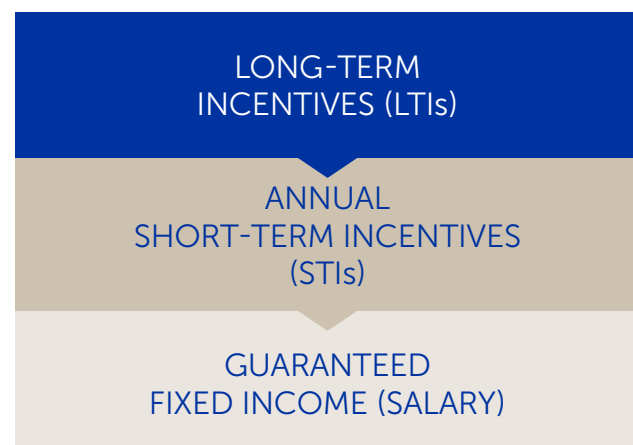 LONG-TERM
INCENTIVES (LTIs)
ANNUAL
SHORT-TERM INCENTIVES
(STIs)
GUARANTEED
FIXED INCOME (SALARY)